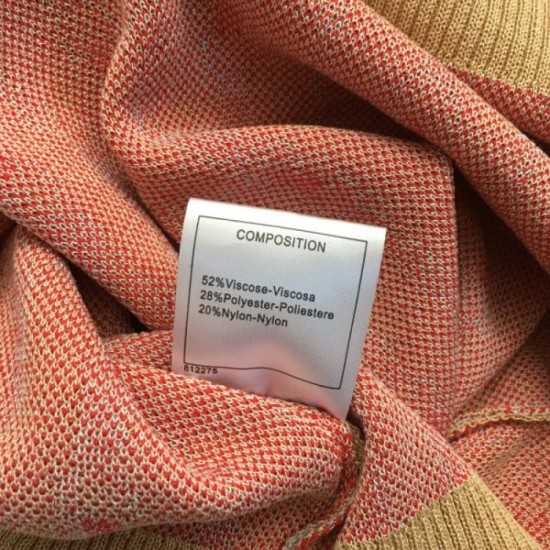 COMPOSITION
52%Viscose-Viscosa
28%Polyester-Poliestere
20%Nylon-Nylon
612275